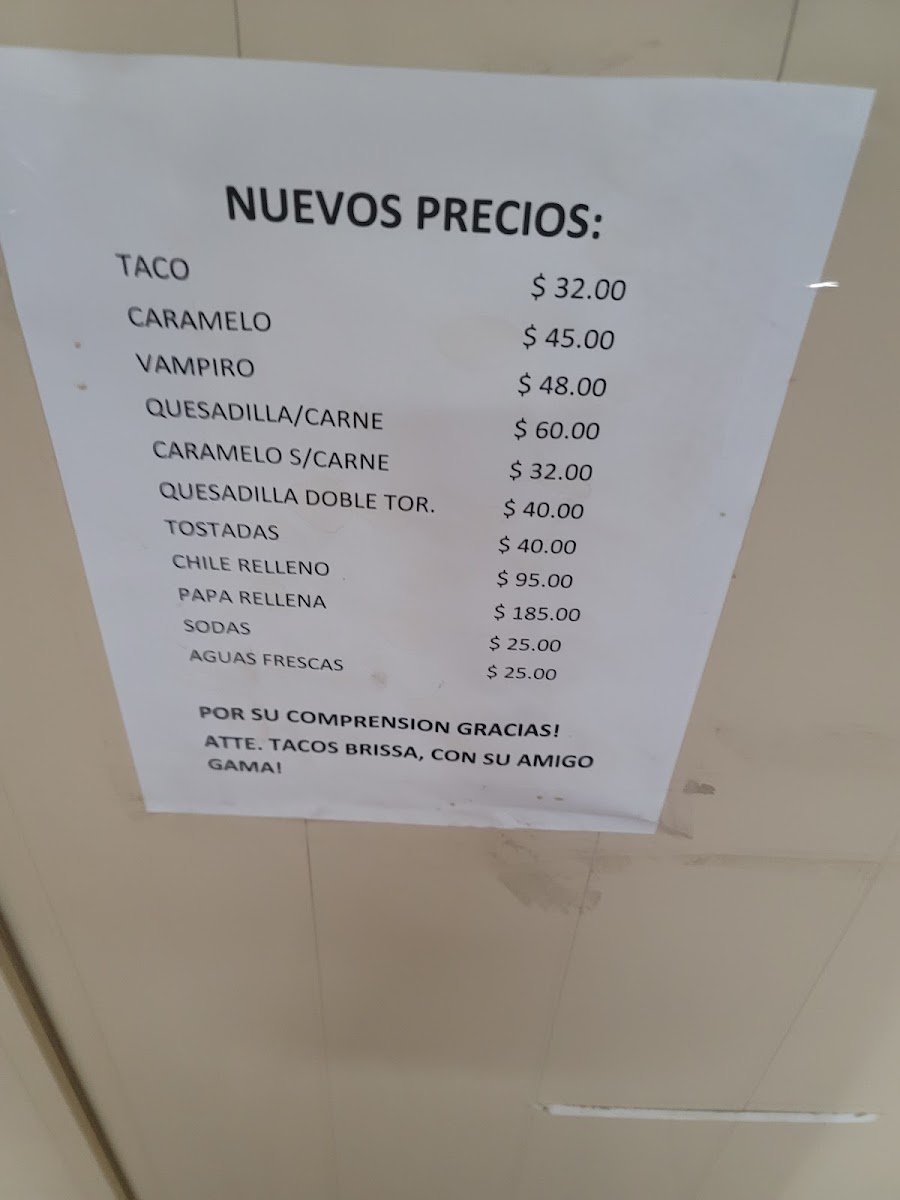 NUEVOS PRECIOS:
TACO $ 32.00
CARAMELO $ 45.00
VAMPIRO $ 48.00
QUESADILLA/CARNE $ 60.00
CARAMELO S/CARNE $ 32.00
QUESADILLA DOBLE TOR. $ 40.00
TOSTADAS $ 40.00
CHILE RELLENO $ 95.00
PAPA RELLENA $ 185.00
SODAS $ 25.00
AGUAS FRESCAS $ 25.00
POR SU COMPRENSION GRACIAS!
ATTE. TACOS BRISSA, CON SU AMIGO
GAMA!